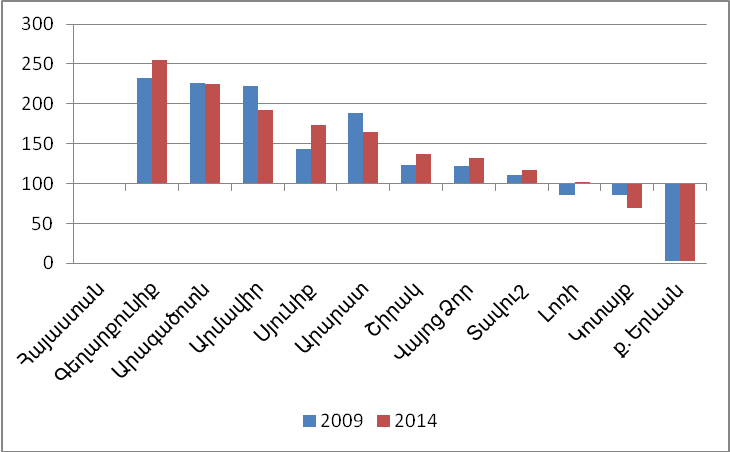 300
250
200
150
100
50
0
Հայաստան
Գեղարքունիք
Արագածոտն
Արմավիր
Սյունիք
Արարատ
Շիրակ
Վայոց Ձոր
Տավուշ
Լոռի
Կոտայք
ք. Երևան
2009 2014